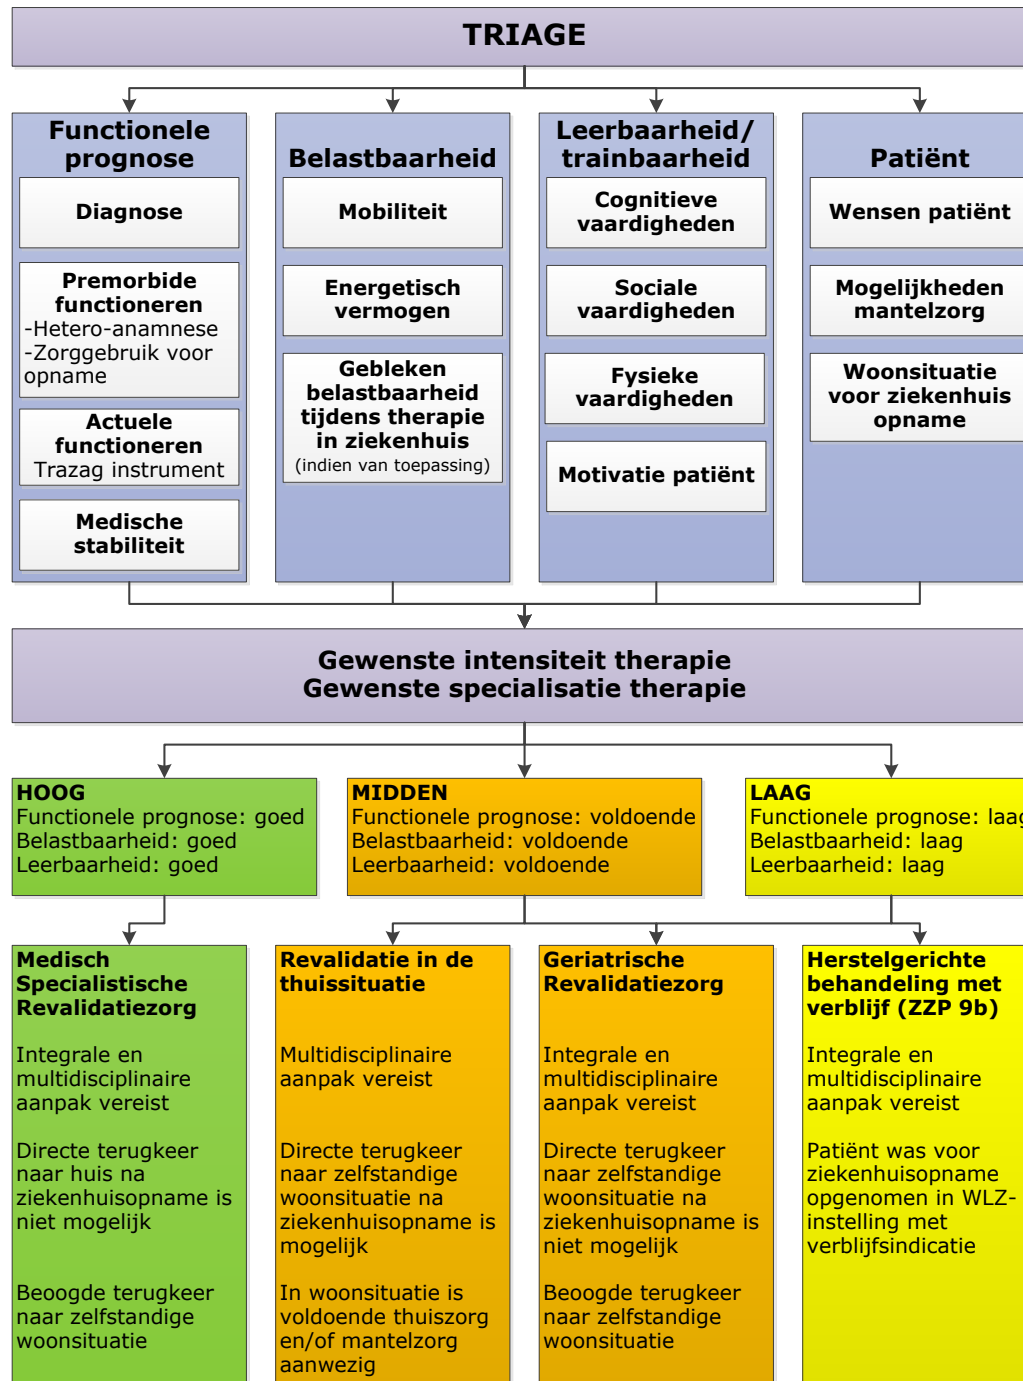 TRIAGE
Functionele
prognose
Diagnose
Premorbide
functioneren
-Hetero-anamnese
-Zorggebruik voor
opname
Actuele
functioneren
Trazag instrument
Medische
stabiliteit
Belastbaarheid
Mobiliteit
Energetisch
vermogen
Gebleken
belastbaarheid
tijdens therapie
in ziekenhuis
(indien van toepassing)
Leerbaarheid/
trainbaarheid
Cognitieve
vaardigheden
Sociale
vaardigheden
Fysieke
vaardigheden
Motivatie patiënt
Patiënt
Wensen patiënt
Mogelijkheden
mantelzorg
Woonsituatie
voor ziekenhuis
opname
Gewenste intensiteit therapie
Gewenste specialisatie therapie
HOOG
Functionele prognose: goed
Belastbaarheid: goed
Leerbaarheid: goed
MIDDEN
Functionele prognose: voldoende
Belastbaarheid: voldoende
Leerbaarheid: voldoende
LAAG
Functionele prognose: laag
Belastbaarheid: laag
Leerbaarheid: laag
Medisch
Specialistische
Revalidatiezorg
Integrale en
multidisciplinaire
aanpak vereist
Directe terugkeer
naar huis na
ziekenhuisopname is
niet mogelijk
Beoogde terugkeer
naar zelfstandige
woonsituatie
Revalidatie in de
thuissituatie
Multidisciplinaire
aanpak vereist
Directe terugkeer
naar zelfstandige
woonsituatie na
ziekenhuisopname is
mogelijk
In woonsituatie is
voldoende thuiszorg
en/of mantelzorg
aanwezig
Geriatrische
Revalidatiezorg
Integrale en
multidisciplinaire
aanpak vereist
Directe terugkeer
naar zelfstandige
woonsituatie na
ziekenhuisopname is
niet mogelijk
Beoogde terugkeer
naar zelfstandige
woonsituatie
Herstelgerichte
behandeling met
verblijf (ZZP 9b)
Integrale en
multidisciplinaire
aanpak vereist
Patiënt was voor
ziekenhuisopname
opgenomen in WLZ-
instelling met
verblijfsindicatie